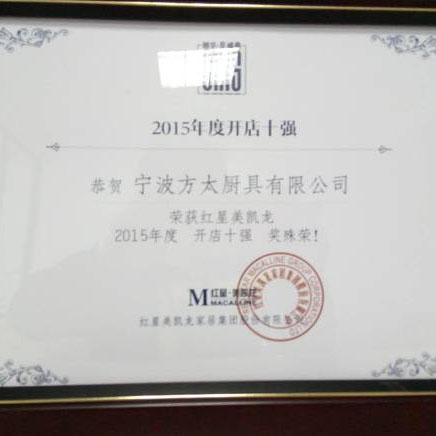 2015年度开店十强
恭贺 宁波方太厨具有限公司
荣获红星美凯龙
2015年度 开店十强 奖殊荣!
M 红星·美凯龙
MACALLINE
红星美凯龙家居集团股份有限公司
STAR MACALLINE GROUP CORPORATION LTD